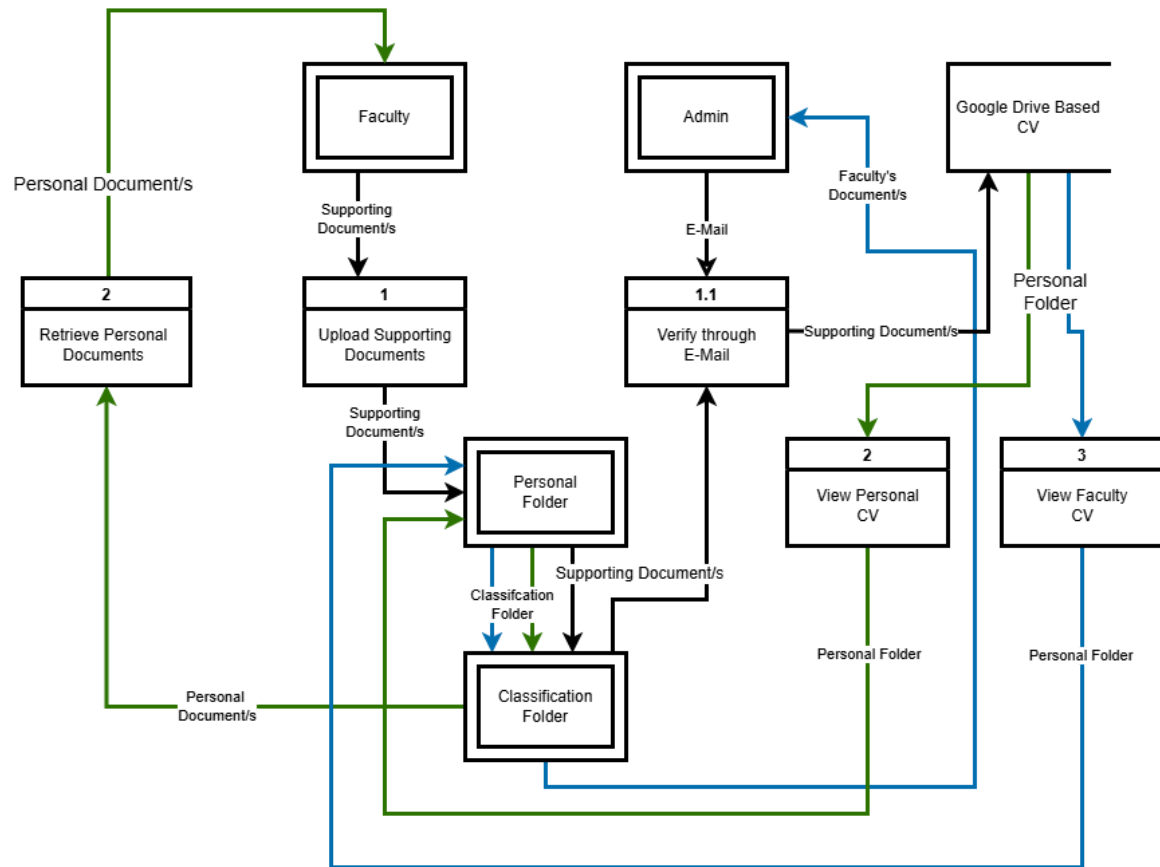 Faculty
Admin
Google Drive Based
CV
Personal Document/s
Supporting
Document/s
E-Mail
Faculty's
Document/s
2
Retrieve Personal
Documents
1
Upload Supporting
Documents
1.1
Verify through
E-Mail
Supporting Document/s
Personal
Folder
Supporting
Document/s
Personal
Folder
2
View Personal
CV
3
View Faculty
CV
Classifcation
Folder
Supporting Document/s
Personal Folder
Personal Folder
Personal
Document/s
Classification
Folder